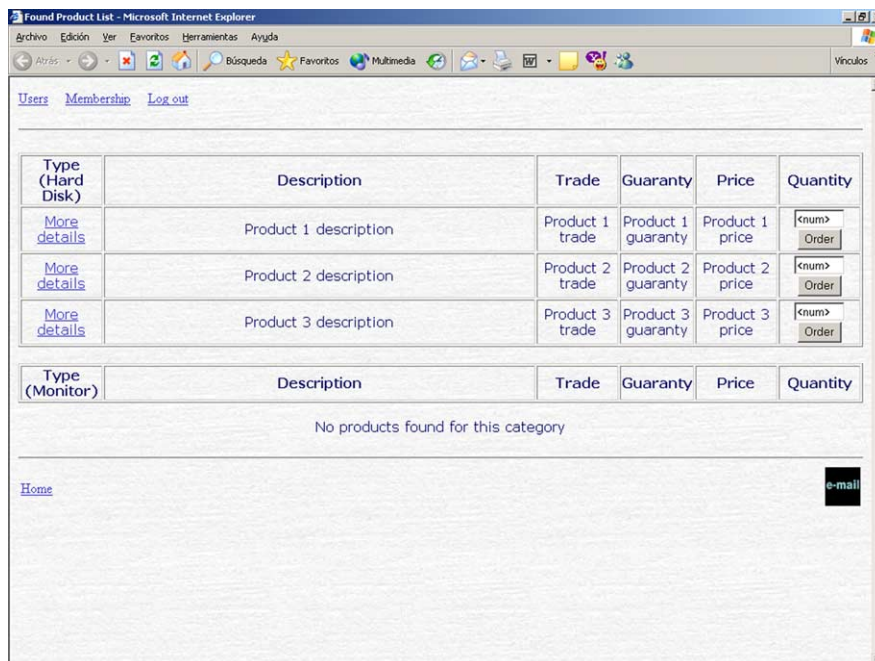 Found Product List - Microsoft Internet Explorer
Archivo Edición Ver Favoritos Herramientas Ayuda
Atrás Búsqueda Favoritos Multimedia Vínculos
Users Membership Log out
Type (Hard Disk) Description Trade Guaranty Price Quantity
More details Product 1 description Product 1 trade Product 1 guaranty Product 1 price <num> Order
More details Product 2 description Product 2 trade Product 2 guaranty Product 2 price <num> Order
More details Product 3 description Product 3 trade Product 3 guaranty Product 3 price <num> Order
Type (Monitor) Description Trade Guaranty Price Quantity
No products found for this category
Home e-mail